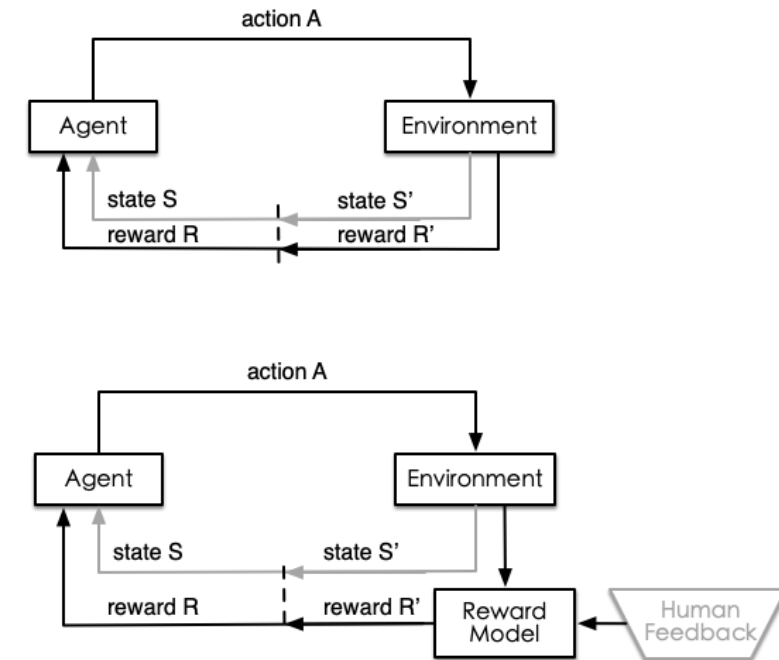 action A
Agent
Environment
state S
state S'
reward R
reward R'
action A
Agent
Environment
state S
state S'
reward R
reward R'
Reward
Model
Human
Feedback